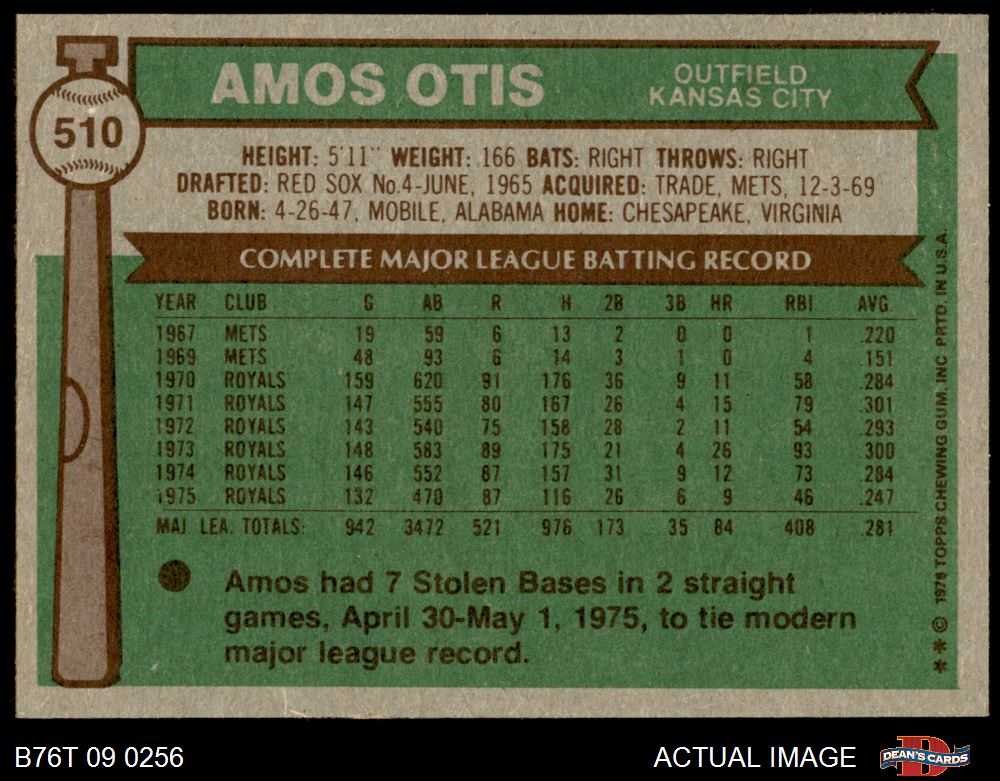 AMOS OTIS
OUTFIELD
KANSAS CITY
510
HEIGHT: 5'11" WEIGHT: 166 BATS: RIGHT THROWS: RIGHT
DRAFTED: RED SOX No.4-JUNE, 1965 ACQUIRED: TRADE, METS, 12-3-69
BORN: 4-26-47, MOBILE, ALABAMA HOME: CHESAPEAKE, VIRGINIA
COMPLETE MAJOR LEAGUE BATTING RECORD
YEAR CLUB G AB R H 2B 3B HR RBI AVG.
1967 METS 19 59 6 13 2 0 0 1 .220
1969 METS 48 93 6 14 3 1 0 4 .151
1970 ROYALS 159 620 91 176 36 9 11 58 .284
1971 ROYALS 147 555 80 167 26 4 15 79 .301
1972 ROYALS 143 540 75 158 28 2 11 54 .293
1973 ROYALS 148 583 89 175 21 4 26 93 .300
1974 ROYALS 146 552 87 157 31 9 12 73 .284
1975 ROYALS 132 470 87 116 26 6 9 46 .247
MAJ. LEA. TOTALS: 942 3472 521 976 173 35 84 408 .281
Amos had 7 Stolen Bases in 2 straight
games, April 30-May 1, 1975, to tie modern
major league record.
* * © 1976 TOPPS CHEWING GUM, INC. PRTD. IN U.S.A.
B76T 09 0256
ACTUAL IMAGE
DEAN'S CARDS